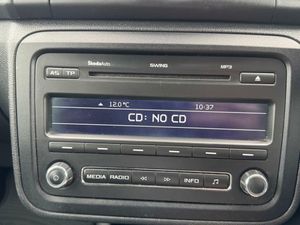 ŠkodaAuto SWING MP3
AS TP
12.0°C 10:37
CD: NO CD
MEDIA RADIO INFO